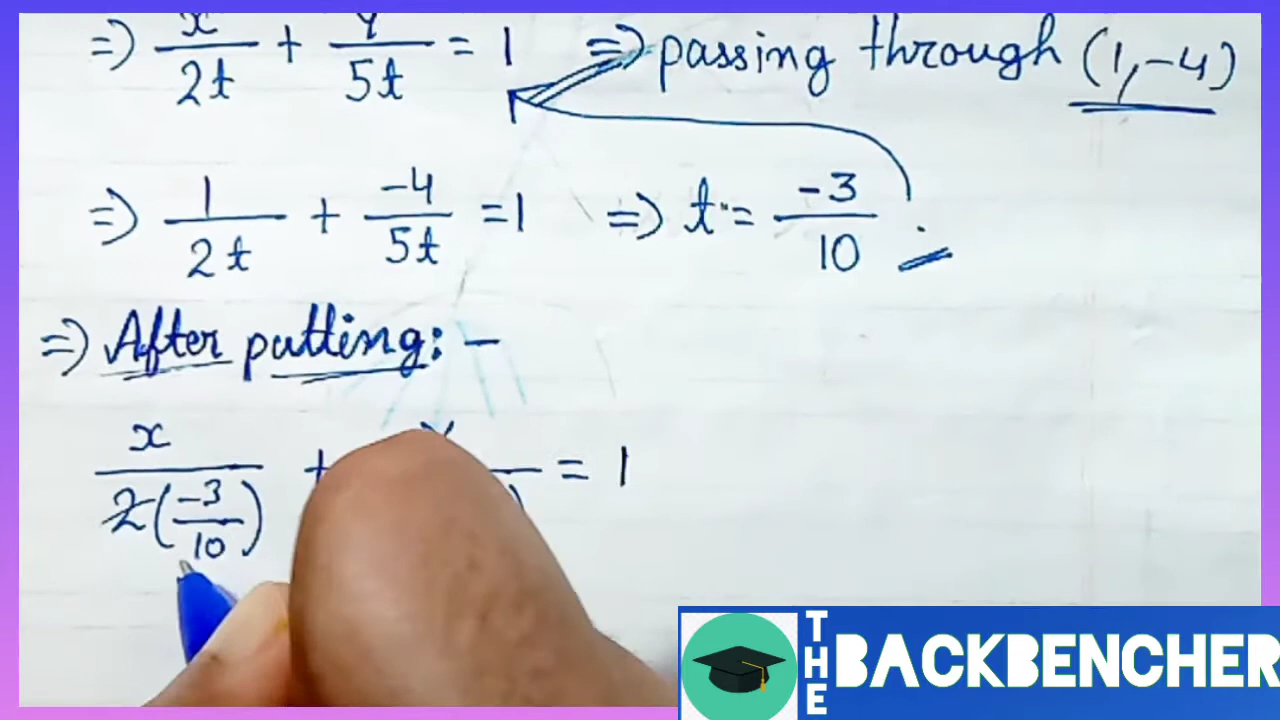 => x/2t + y/5t = 1 => passing through (1,-4)
=> 1/2t + -4/5t = 1 => t = -3/10
=> After putting:-
x/2(-3/10) + = 1
THE BACKBENCHER